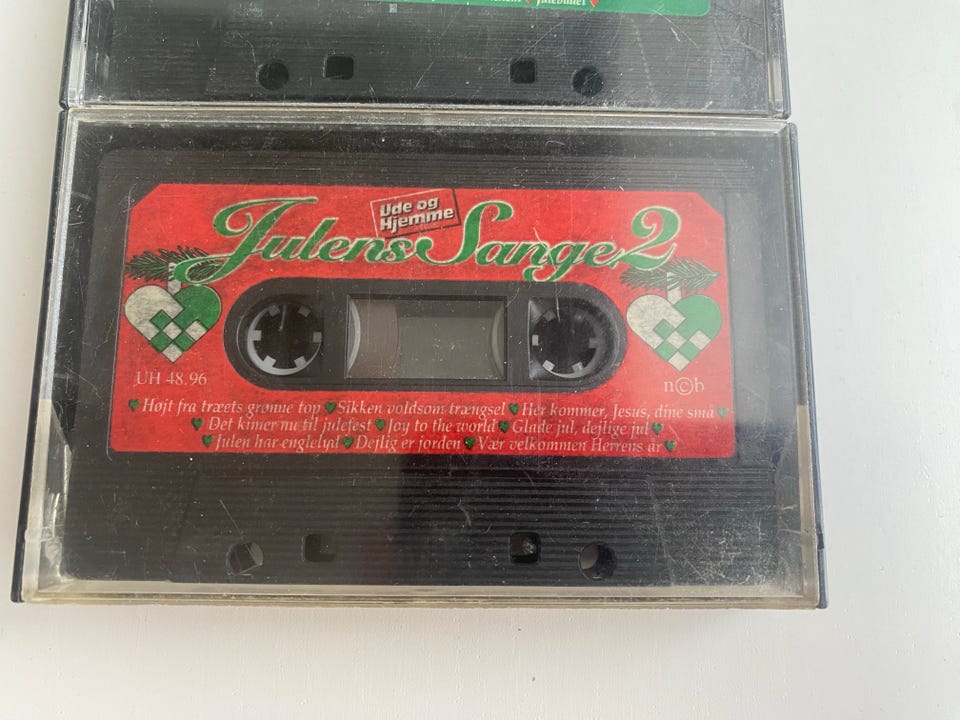 Julebudet
Ude og
Hjemme
Julens Sange 2
UH 48.96
n©b
Højt fra træets grønne top Sikken voldsom trængsel Her kommer, Jesus, dine små
Det kimer nu til julefest Joy to the world Glade jul, dejlige jul
Julen har englelyd Dejlig er jorden Vær velkommen Herrens år